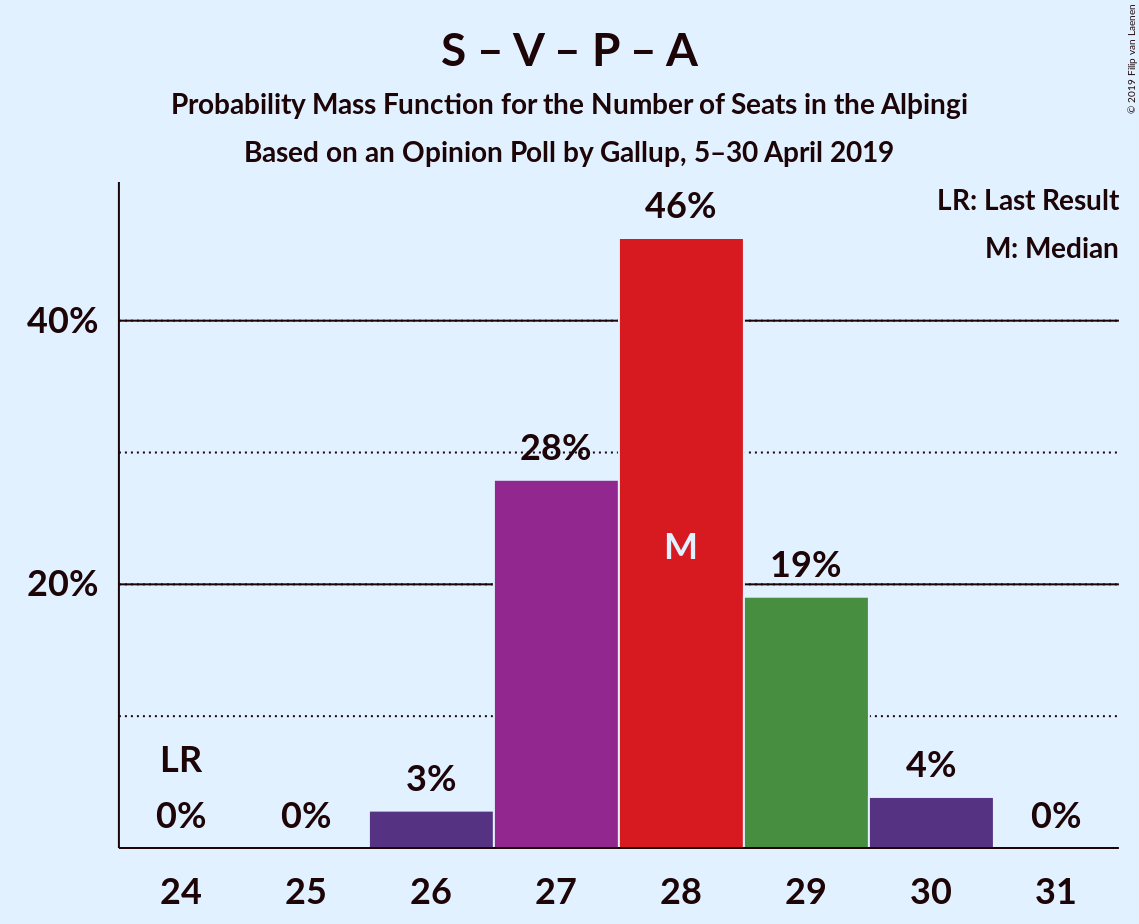 S – V – P – A
Probability Mass Function for the Number of Seats in the Alþingi
Based on an Opinion Poll by Gallup, 5–30 April 2019
© 2019 Filip van Laenen
LR: Last Result
M: Median
46%
40%
28%
M
19%
20%
LR
0%
0%
3%
4%
0%
24 25 26 27 28 29 30 31